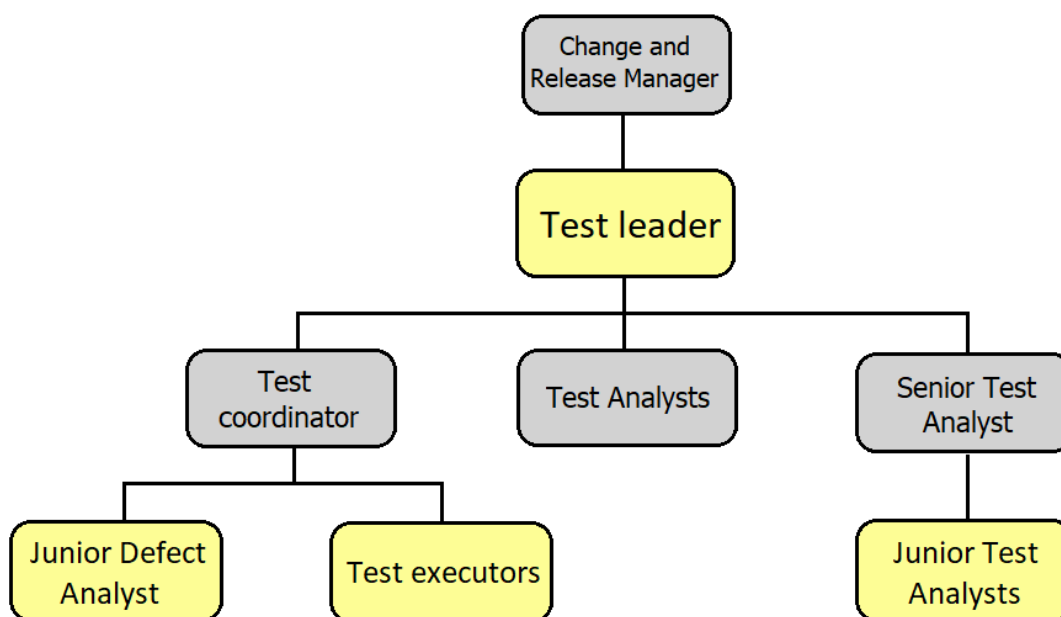 Change and
Release Manager
Test leader
Test
coordinator
Test Analysts
Senior Test
Analyst
Junior Defect
Analyst
Test executors
Junior Test
Analysts